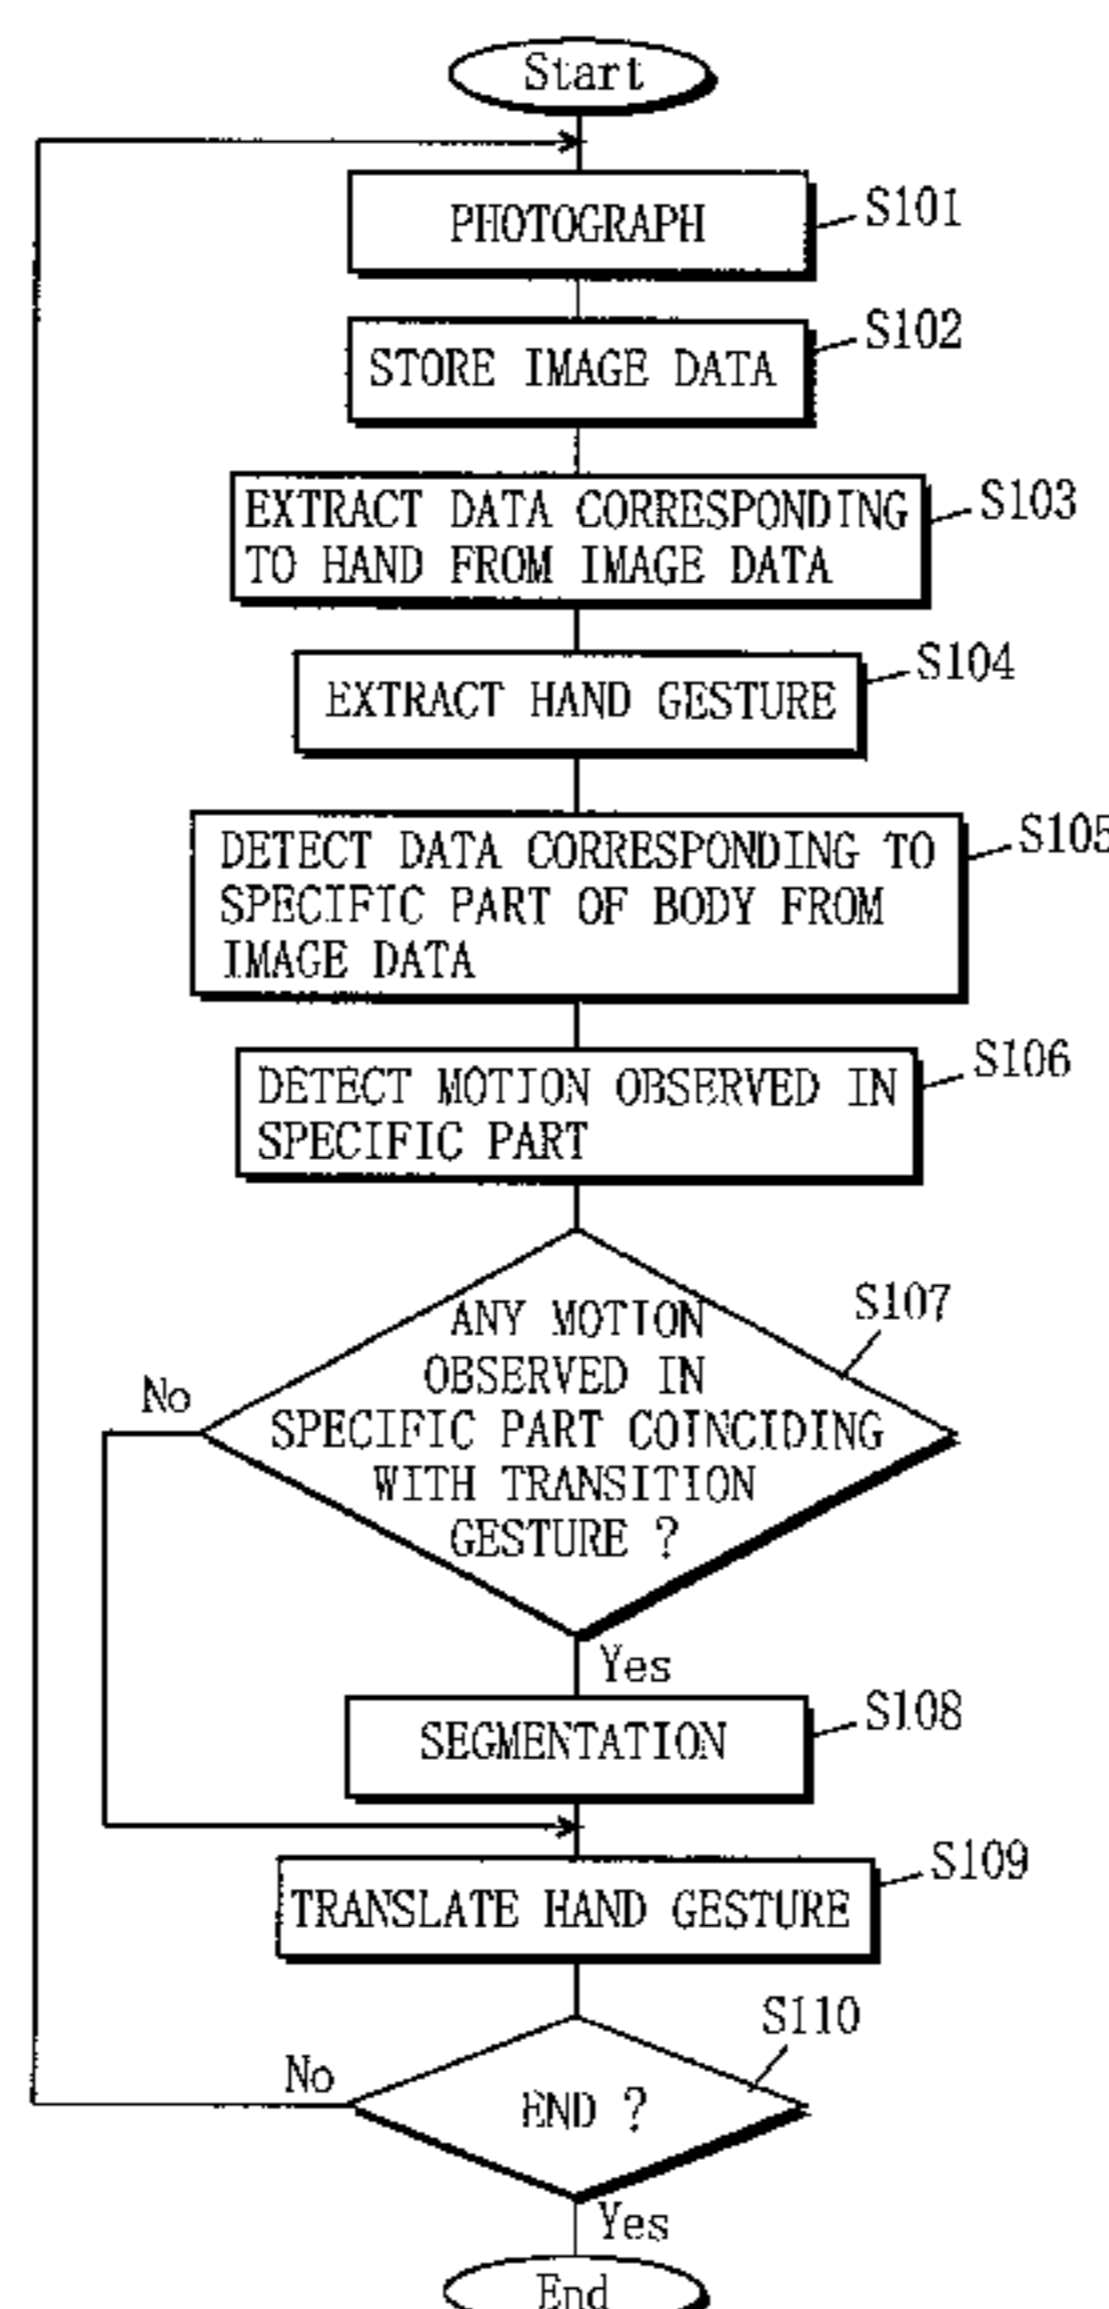 Start
PHOTOGRAPH
S101
STORE IMAGE DATA
S102
EXTRACT DATA CORRESPONDING
TO HAND FROM IMAGE DATA
S103
EXTRACT HAND GESTURE
S104
DETECT DATA CORRESPONDING TO
SPECIFIC PART OF BODY FROM
IMAGE DATA
S105
DETECT MOTION OBSERVED IN
SPECIFIC PART
S106
ANY MOTION
OBSERVED IN
SPECIFIC PART COINCIDING
WITH TRANSITION
GESTURE ?
S107
No
Yes
SEGMENTATION
S108
TRANSLATE HAND GESTURE
S109
END ?
S110
No
Yes
End